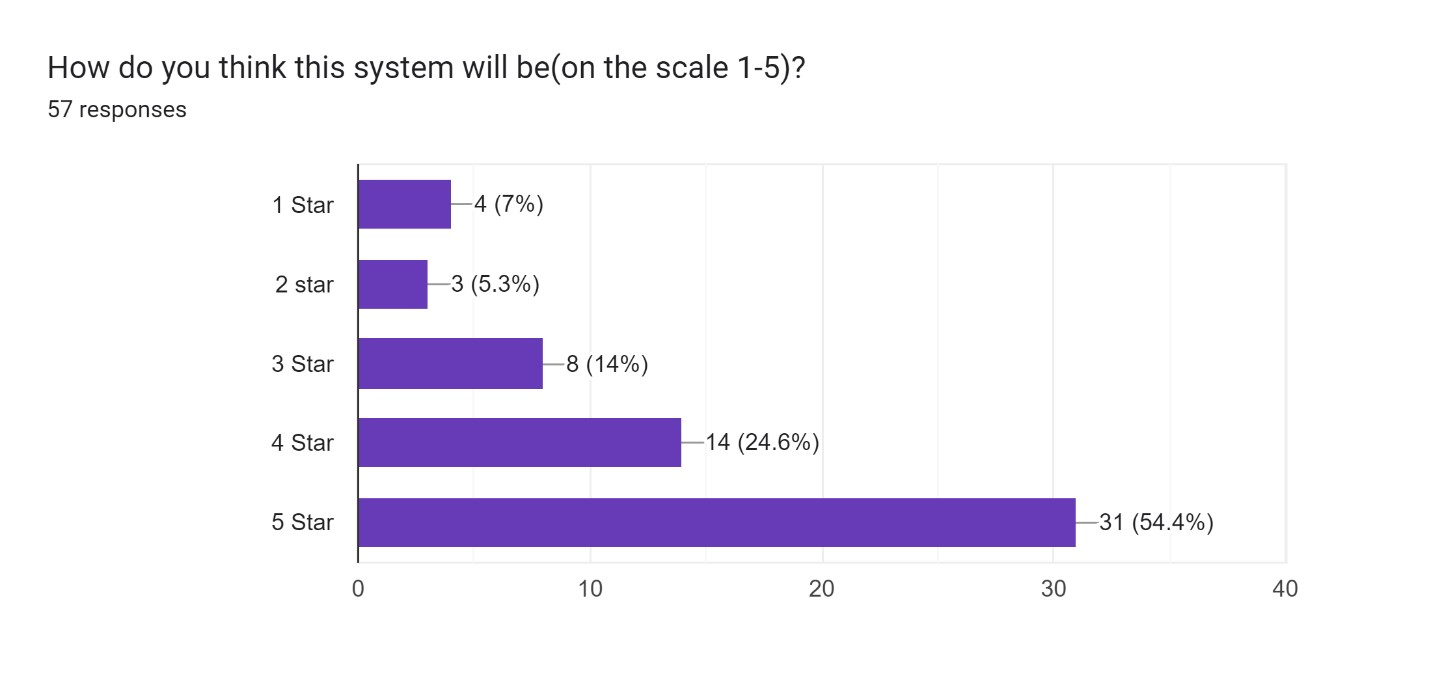 How do you think this system will be(on the scale 1-5)?
57 responses
1 Star 4 (7%)
2 star 3 (5.3%)
3 Star 8 (14%)
4 Star 14 (24.6%)
5 Star 31 (54.4%)
0 10 20 30 40